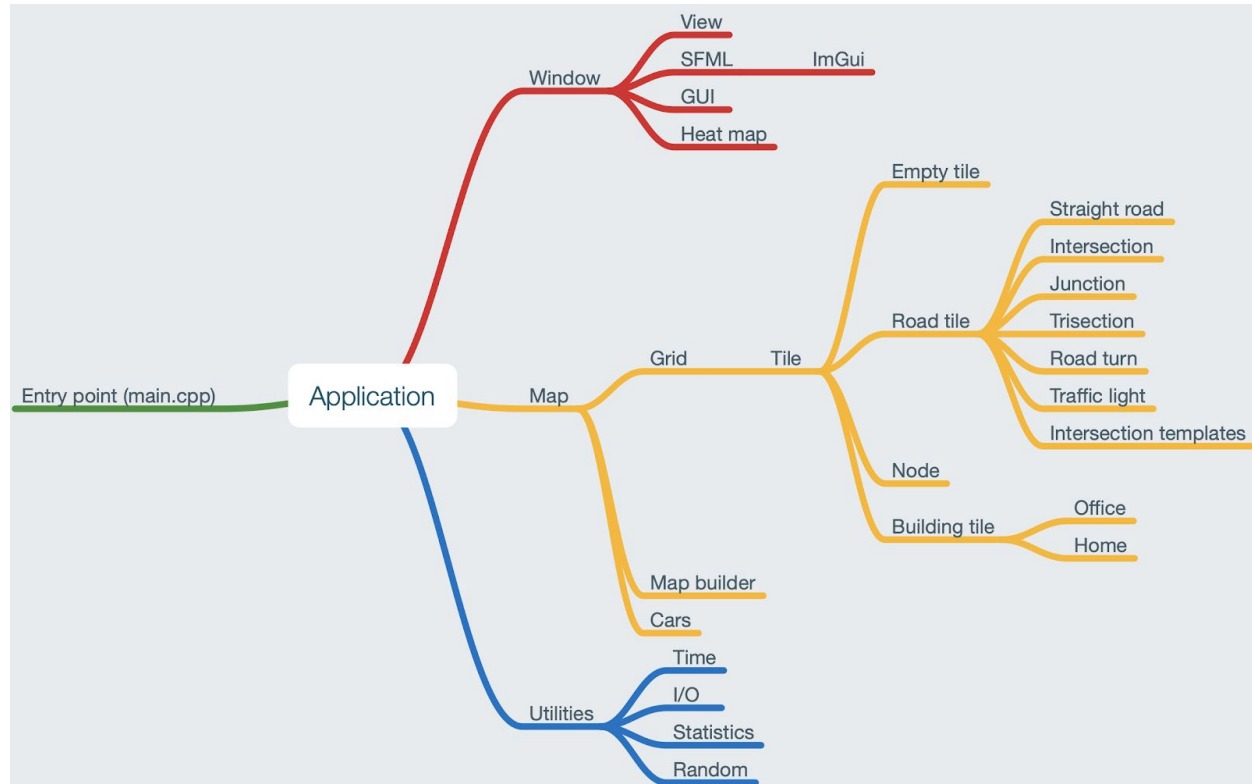 View
SFML
ImGui
Window
GUI
Heat map
Empty tile
Straight road
Intersection
Junction
Road tile
Trisection
Grid
Tile
Road turn
Entry point (main.cpp)
Application
Map
Traffic light
Intersection templates
Node
Office
Building tile
Home
Map builder
Cars
Time
I/O
Utilities
Statistics
Random